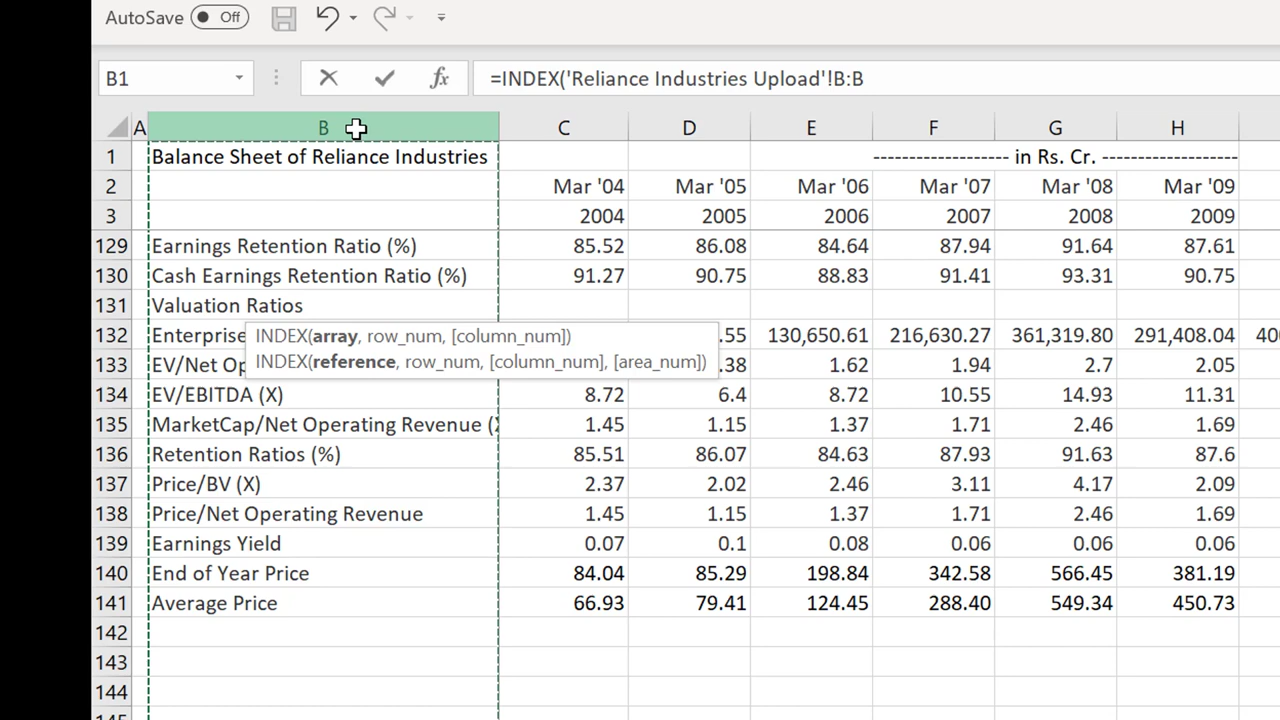 AutoSave Off
B1 fx =INDEX('Reliance Industries Upload'!B:B
A B C D E F G H
1 Balance Sheet of Reliance Industries ------------------- in Rs. Cr. -------------------
2 Mar '04 Mar '05 Mar '06 Mar '07 Mar '08 Mar '09
3 2004 2005 2006 2007 2008 2009
129 Earnings Retention Ratio (%) 85.52 86.08 84.64 87.94 91.64 87.61
130 Cash Earnings Retention Ratio (%) 91.27 90.75 88.83 91.41 93.31 90.75
131 Valuation Ratios
132 Enterprise .55 130,650.61 216,630.27 361,319.80 291,408.04
INDEX(array, row_num, [column_num])
INDEX(reference, row_num, [column_num], [area_num])
133 EV/Net Op .38 1.62 1.94 2.7 2.05
134 EV/EBITDA (X) 8.72 6.4 8.72 10.55 14.93 11.31
135 MarketCap/Net Operating Revenue ( 1.45 1.15 1.37 1.71 2.46 1.69
136 Retention Ratios (%) 85.51 86.07 84.63 87.93 91.63 87.6
137 Price/BV (X) 2.37 2.02 2.46 3.11 4.17 2.09
138 Price/Net Operating Revenue 1.45 1.15 1.37 1.71 2.46 1.69
139 Earnings Yield 0.07 0.1 0.08 0.06 0.06 0.06
140 End of Year Price 84.04 85.29 198.84 342.58 566.45 381.19
141 Average Price 66.93 79.41 124.45 288.40 549.34 450.73
142
143
144